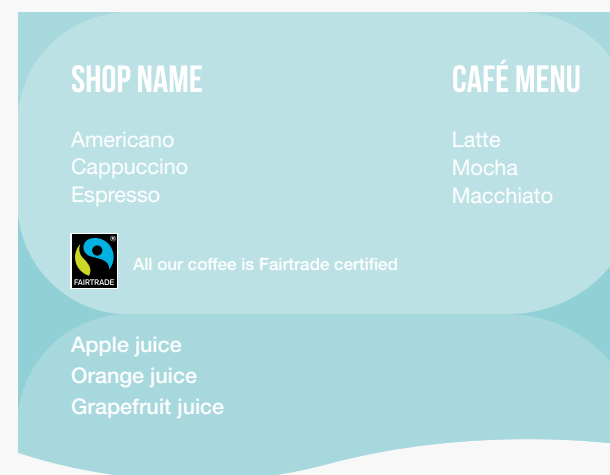 SHOP NAME
CAFÉ MENU
Americano
Cappuccino
Espresso
Latte
Mocha
Macchiato
FAIRTRADE
®
All our coffee is Fairtrade certified
Apple juice
Orange juice
Grapefruit juice